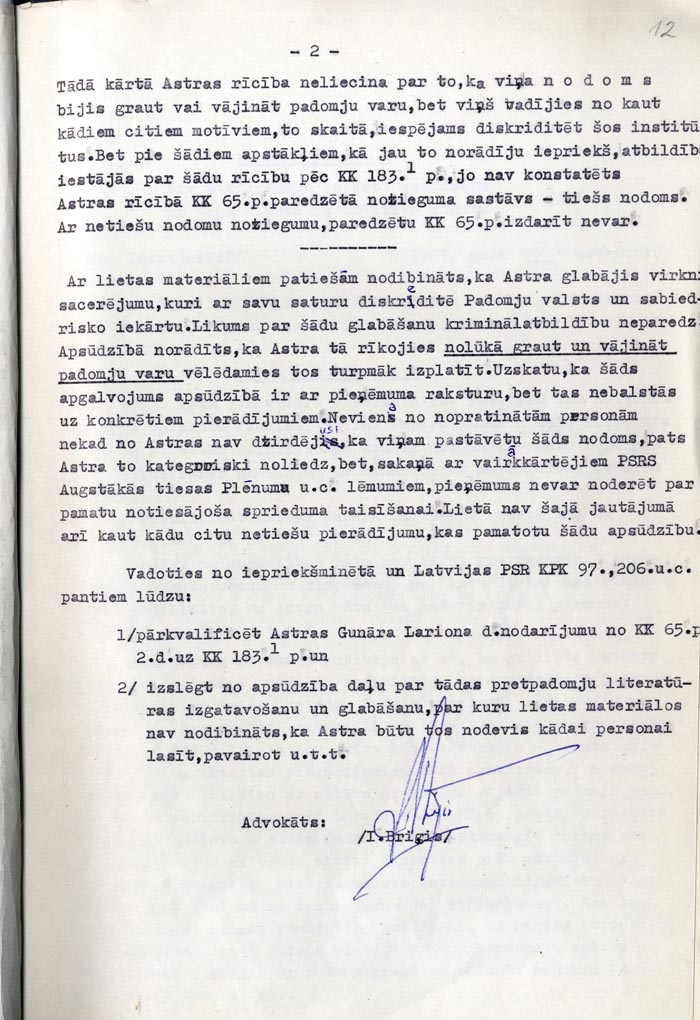 12
- 2 -
Tādā kārtā Astras rīcība neliecina par to,ka viņa n o d o m s
bijis graut vai vājināt padomju varu,bet viņš vadījies no kaut
kādiem citiem motīviem,to skaitā,iespējams diskriditēt šos institū
tus.Bet pie šādiem apstākļiem,kā jau to norādīju iepriekš,atbildīb
iestājās par šādu rīcību pēc KK 183.1 p.,jo nav konstatēts
Astras rīcībā KK 65.p.paredzētā nožieguma sastāvs - tiešs nodoms.
Ar netiešu nodomu noziegumu,paredzētu KK 65.p.izdarīt nevar.
----------
Ar lietas materiāliem patiešām nodibināts,ka Astra glabājis virkni
sacerējumu,kuri ar savu saturu diskreditē Padomju valsts un sabied-
risko iekārtu.Likums par šādu glabāšanu kriminālatbildību neparedz
Apsūdzībā norādīts,ka Astra tā rīkojies nolūkā graut un vājināt
padomju varu vēlēdamies tos turpmāk izplatīt.Uzskatu,ka šāds
apgalvojums apsūdzībā ir ar pieņēmuma raksturu,bet tas nebalstās
uz konkrētiem pierādījumiem.Neviena no nopratinātām personām
nekad no Astras nav dzirdējusi,ka viņam pastāvētu šāds nodoms,pats
Astra to kategoriski noliedz,bet,sakaņā ar vairākkārtējiem PSRS
Augstākās tiesas Plēnumu u.c. lēmumiem,pieņēmums nevar noderēt par
pamatu notiesājoša sprieduma taisīšanai.Lietā nav šajā jautājumā
arī kaut kādu citu netiešu pierādījumu,kas pamatotu šādu apsūdzību.
Vadoties no iepriekšminētā un Latvijas PSR KPK 97.,206.u.c.
pantiem lūdzu:
1/pārkvalificēt Astras Gunāra Lariona d.nodarījumu no KK 65.p
2.d.uz KK 183.1 p.un
2/ izslēgt no apsūdzība daļu par tādas pretpadomju literatū-
ras izgatavošanu un glabāšanu,par kuru lietas materiālos
nav nodibināts,ka Astra būtu tos nodevis kādai personai
lasīt,pavairot u.t.t.
Advokāts:
/I.Briģis/